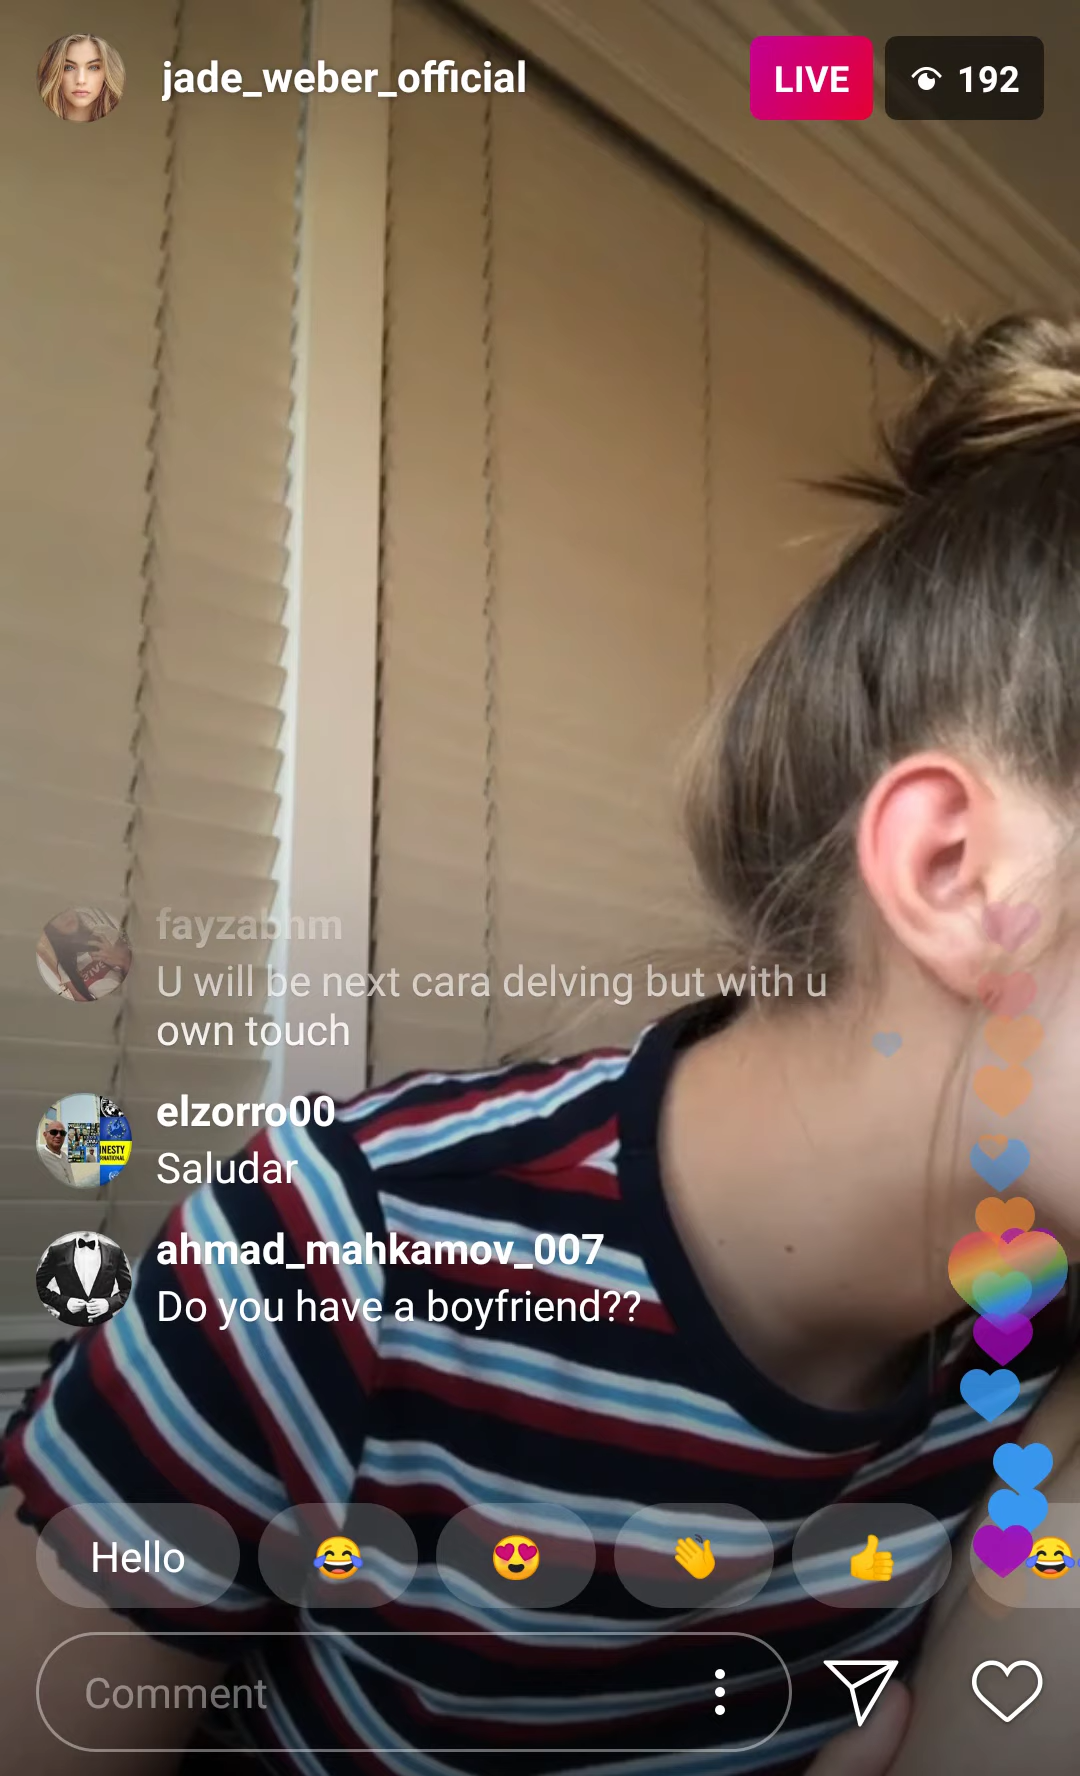 jade_weber_official
LIVE
192
fayzabhm
U will be next cara delving but with u
own touch
elzorro00
Saludar
ahmad_mahkamov_007
Do you have a boyfriend??
Hello
Comment